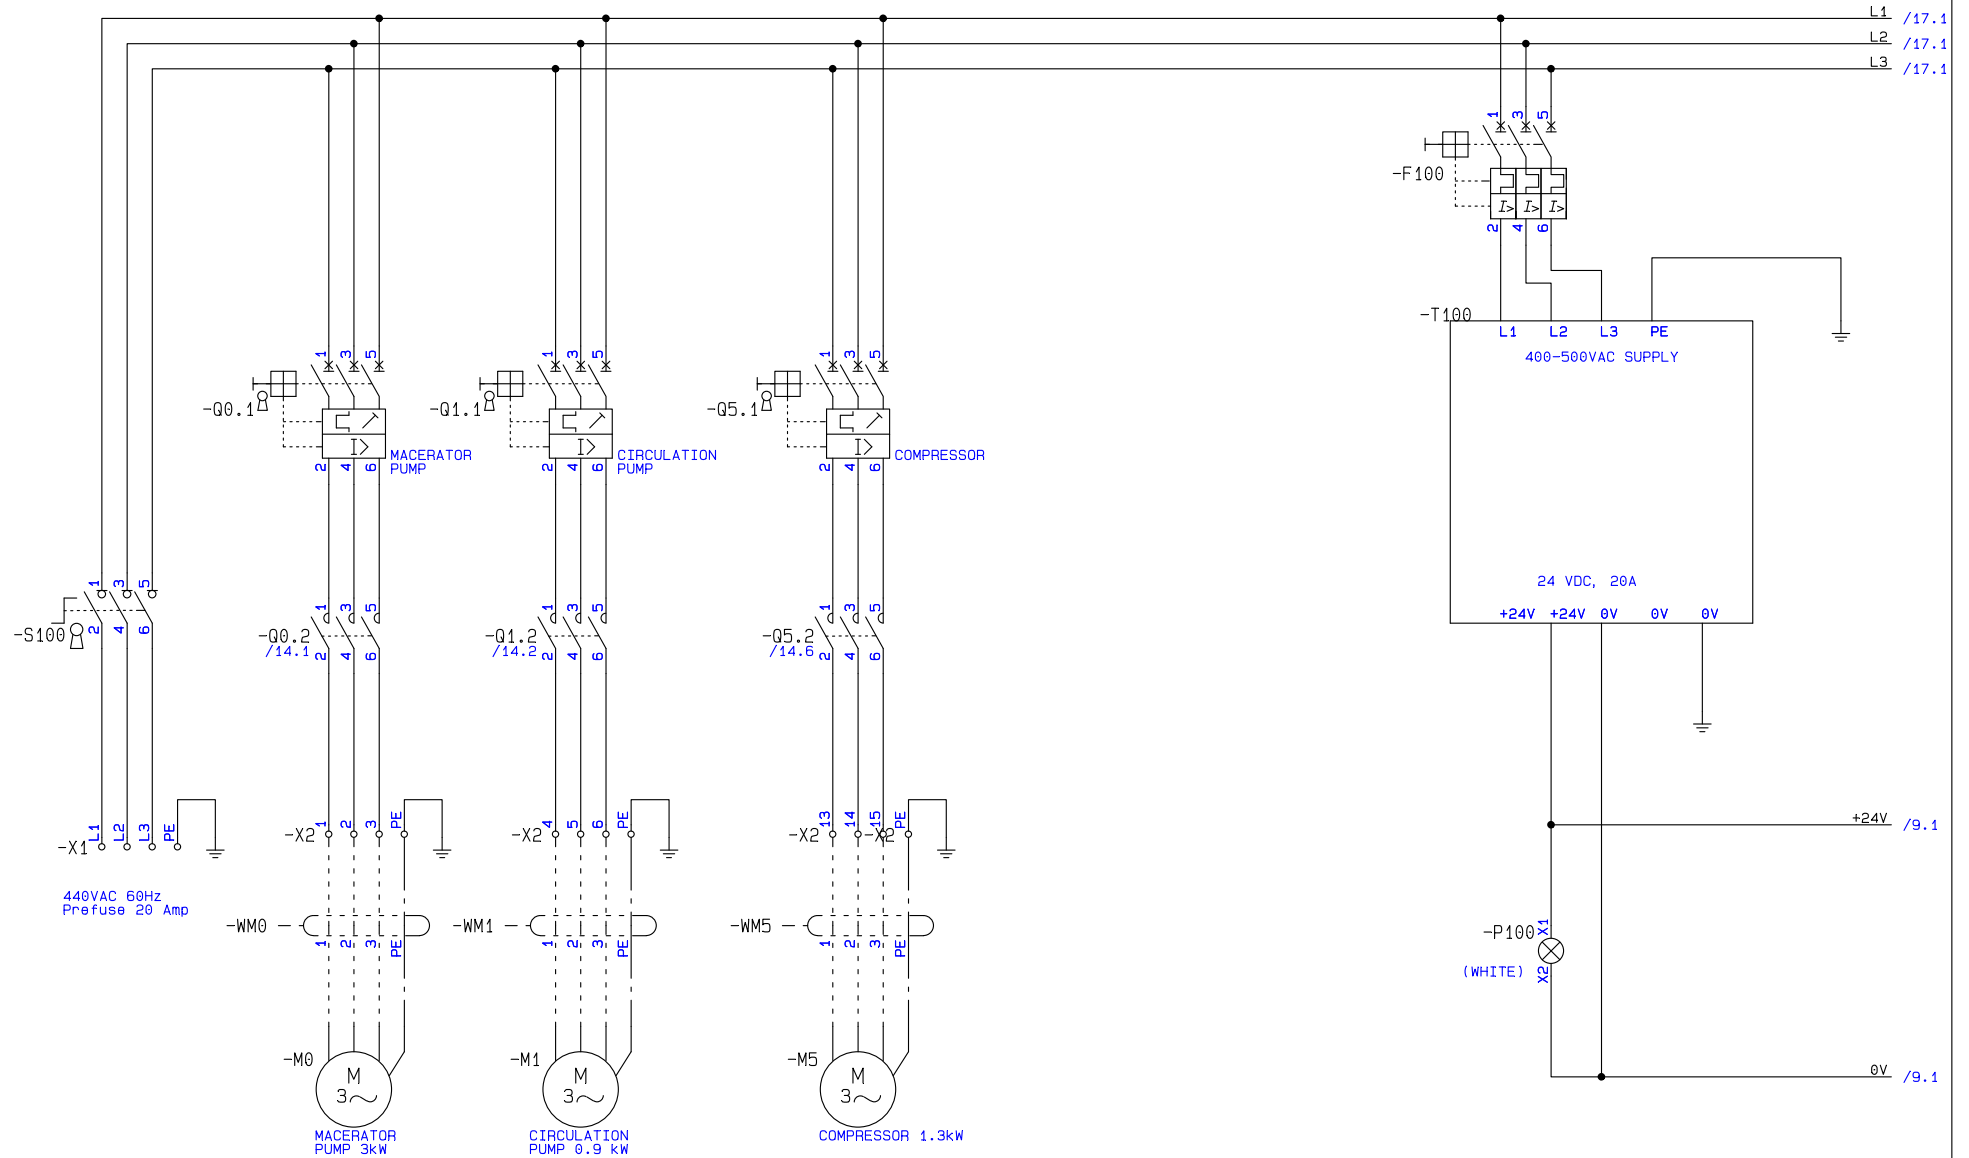 L1 /17.1
L2 /17.1
L3 /17.1
1 3 5
-F100
I> I> I>
2 4 6
-T100
L1 L2 L3 PE
400-500VAC SUPPLY
24 VDC, 20A
+24V +24V 0V 0V 0V
1 3 5
-Q0.1
I>
MACERATOR
PUMP
2 4 6
1 3 5
-Q1.1
I>
CIRCULATION
PUMP
2 4 6
1 3 5
-Q5.1
I>
COMPRESSOR
2 4 6
1 3 5
-S100
2 4 6
1 3 5
-Q0.2
/14.1
2 4 6
1 3 5
-Q1.2
/14.2
2 4 6
1 3 5
-Q5.2
/14.6
2 4 6
-X1
L1 L2 L3 PE
440VAC 60Hz
Prefuse 20 Amp
-X2
1 2 3 PE
-X2
4 5 6 PE
-X2
13 14 15
-X2
PE
+24V /9.1
-WM0
1 2 3 PE
-WM1
1 2 3 PE
-WM5
1 2 3 PE
X1
-P100
(WHITE)
X2
0V /9.1
-M0
M
3~
MACERATOR
PUMP 3kW
-M1
M
3~
CIRCULATION
PUMP 0.9 kW
-M5
M
3~
COMPRESSOR 1.3kW